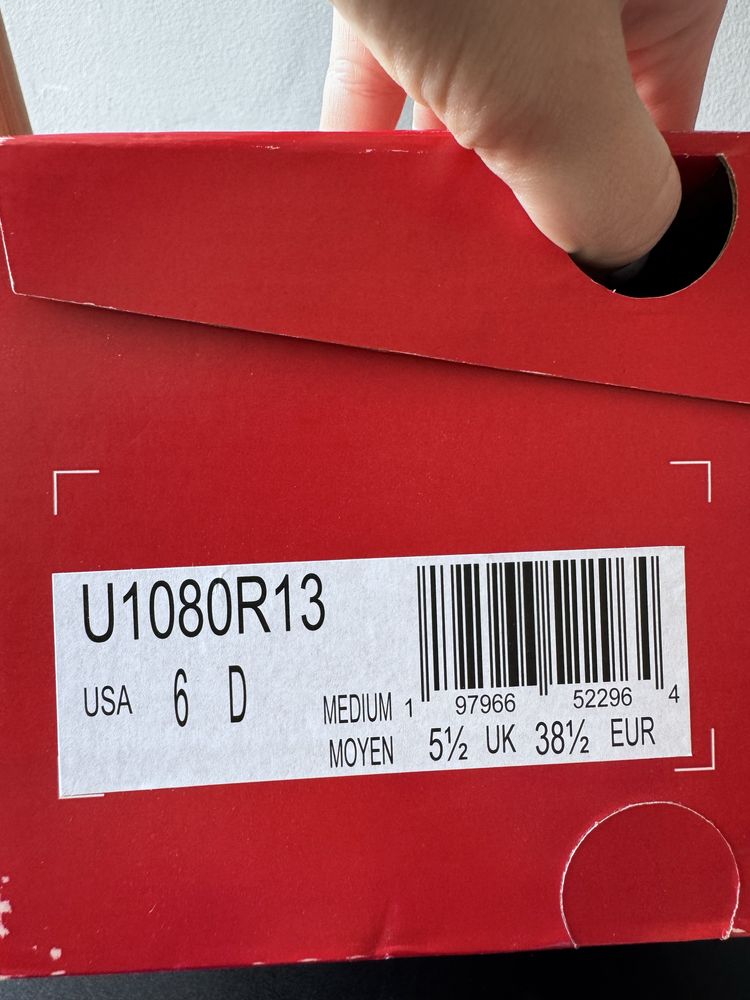 U1080R13
USA 6 D
MEDIUM
MOYEN
1 97966 52296 4
5½ UK 38½ EUR